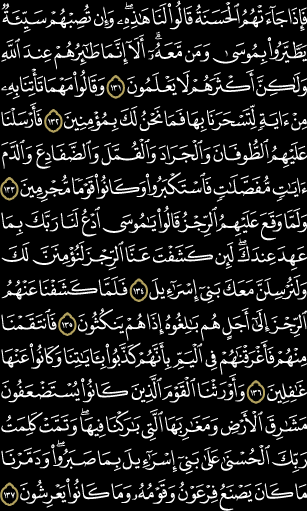 فَإِذَا جَآءَتْهُمُ ٱلْحَسَنَةُ قَالُوا۟ لَنَا هَٰذِهِۦ ۖ وَإِن تُصِبْهُمْ سَيِّئَةٌ
يَطَّيَّرُوا۟ بِمُوسَىٰ وَمَن مَّعَهُۥٓ ۗ أَلَآ إِنَّمَا طَٰٓئِرُهُمْ عِندَ ٱللَّهِ
وَلَٰكِنَّ أَكْثَرَهُمْ لَا يَعْلَمُونَ ١٣١ وَقَالُوا۟ مَهْمَا تَأْتِنَا بِهِۦ
مِنْ ءَايَةٍ لِّتَسْحَرَنَا بِهَا فَمَا نَحْنُ لَكَ بِمُؤْمِنِينَ ١٣٢ فَأَرْسَلْنَا
عَلَيْهِمُ ٱلطُّوفَانَ وَٱلْجَرَادَ وَٱلْقُمَّلَ وَٱلضَّفَادِعَ وَٱلدَّمَ
ءَايَٰتٍ مُّفَصَّلَٰتٍ فَٱسْتَكْبَرُوا۟ وَكَانُوا۟ قَوْمًا مُّجْرِمِينَ ١٣٣
وَلَمَّا وَقَعَ عَلَيْهِمُ ٱلرِّجْزُ قَالُوا۟ يَٰمُوسَى ٱدْعُ لَنَا رَبَّكَ بِمَا
عَهِدَ عِندَكَ ۖ لَئِن كَشَفْتَ عَنَّا ٱلرِّجْزَ لَنُؤْمِنَنَّ لَكَ
وَلَنُرْسِلَنَّ مَعَكَ بَنِىٓ إِسْرَٰٓءِيلَ ١٣٤ فَلَمَّا كَشَفْنَا عَنْهُمُ
ٱلرِّجْزَ إِلَىٰٓ أَجَلٍ هُم بَٰلِغُوهُ إِذَا هُمْ يَنكُثُونَ ١٣٥ فَٱنتَقَمْنَا
مِنْهُمْ فَأَغْرَقْنَٰهُمْ فِى ٱلْيَمِّ بِأَنَّهُمْ كَذَّبُوا۟ بِـَٔايَٰتِنَا وَكَانُوا۟ عَنْهَا
غَٰفِلِينَ ١٣٦ وَأَوْرَثْنَا ٱلْقَوْمَ ٱلَّذِينَ كَانُوا۟ يُسْتَضْعَفُونَ
مَشَٰرِقَ ٱلْأَرْضِ وَمَغَٰرِبَهَا ٱلَّتِى بَٰرَكْنَا فِيهَا ۖ وَتَمَّتْ كَلِمَتُ
رَبِّكَ ٱلْحُسْنَىٰ عَلَىٰ بَنِىٓ إِسْرَٰٓءِيلَ بِمَا صَبَرُوا۟ ۖ وَدَمَّرْنَا
مَا كَانَ يَصْنَعُ فِرْعَوْنُ وَقَوْمُهُۥ وَمَا كَانُوا۟ يَعْرِشُونَ ١٣٧